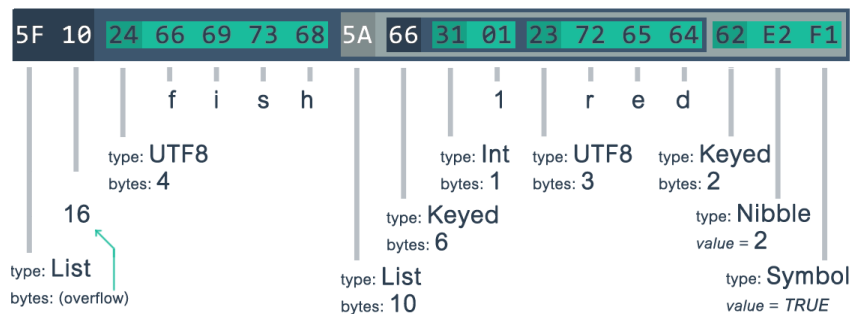 5F 10 24 66 69 73 68 5A 66 31 01 23 72 65 64 62 E2 F1
f i s h 1 r e d
type: UTF8
bytes: 4
type: Int
bytes: 1
type: UTF8
bytes: 3
type: Keyed
bytes: 2
16
type: Keyed
bytes: 6
type: Nibble
value = 2
type: List
bytes: (overflow)
type: List
bytes: 10
type: Symbol
value = TRUE